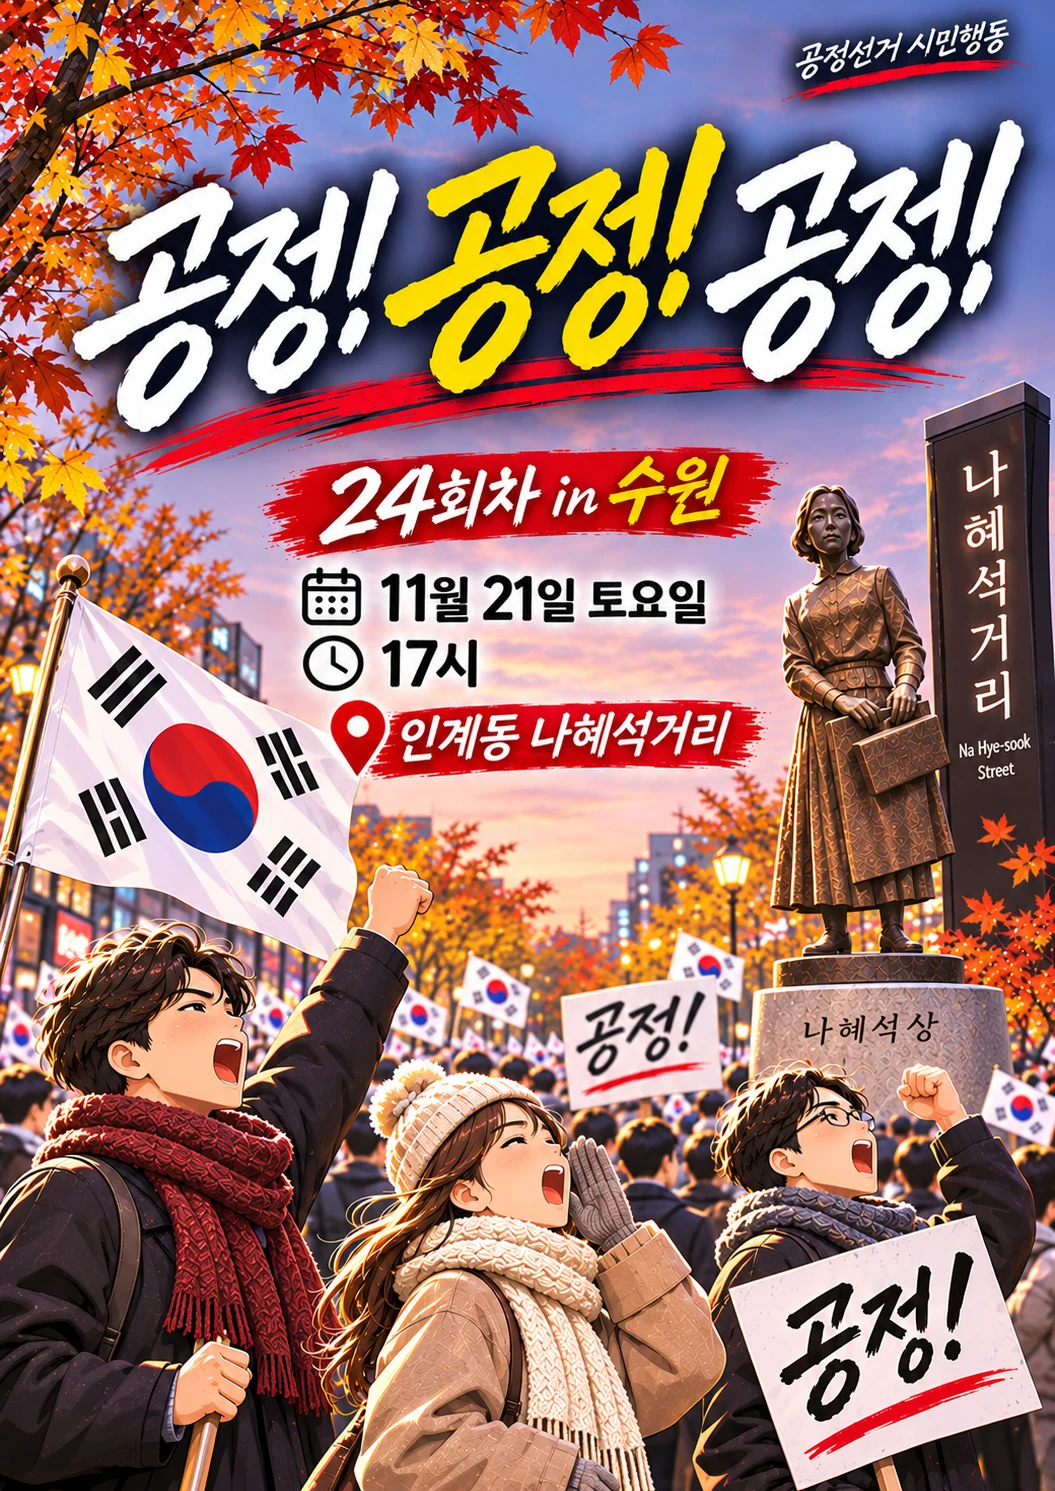 공정선거 시민행동
공정! 공정! 공정!
24회차 in 수원
11월 21일 토요일
17시
인계동 나혜석거리
나혜석거리
Na Hye-sook
Street
나혜석상
공정!
공정!